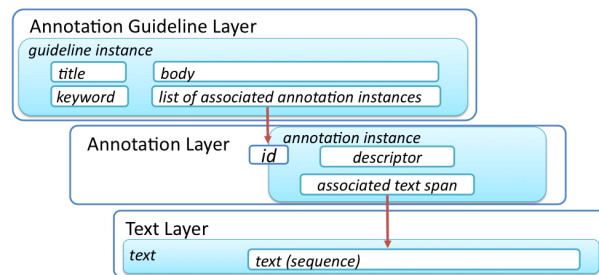 Annotation Guideline Layer
guideline instance
title
body
keyword
list of associated annotation instances
annotation instance
Annotation Layer
id
descriptor
associated text span
Text Layer
text
text (sequence)